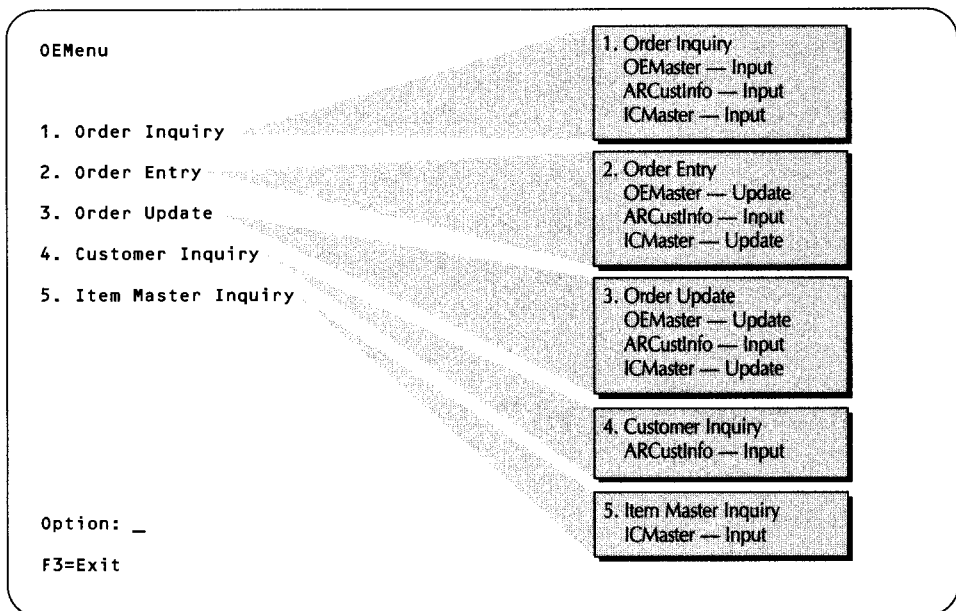 OEMenu
1. Order Inquiry
2. Order Entry
3. Order Update
4. Customer Inquiry
5. Item Master Inquiry
Option: _
F3=Exit
1. Order Inquiry
OEMaster — Input
ARCustInfo — Input
ICMaster — Input
2. Order Entry
OEMaster — Update
ARCustInfo — Input
ICMaster — Update
3. Order Update
OEMaster — Update
ARCustInfo — Input
ICMaster — Update
4. Customer Inquiry
ARCustInfo — Input
5. Item Master Inquiry
ICMaster — Input